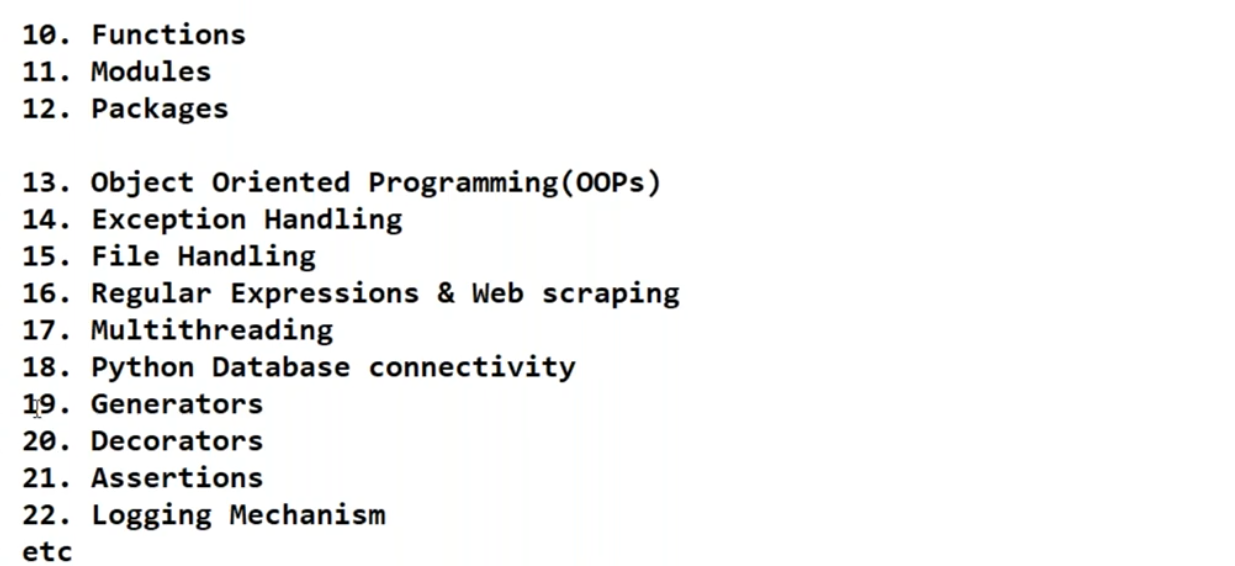 10. Functions
11. Modules
12. Packages
13. Object Oriented Programming(OOPs)
14. Exception Handling
15. File Handling
16. Regular Expressions & Web scraping
17. Multithreading
18. Python Database connectivity
19. Generators
20. Decorators
21. Assertions
22. Logging Mechanism
etc